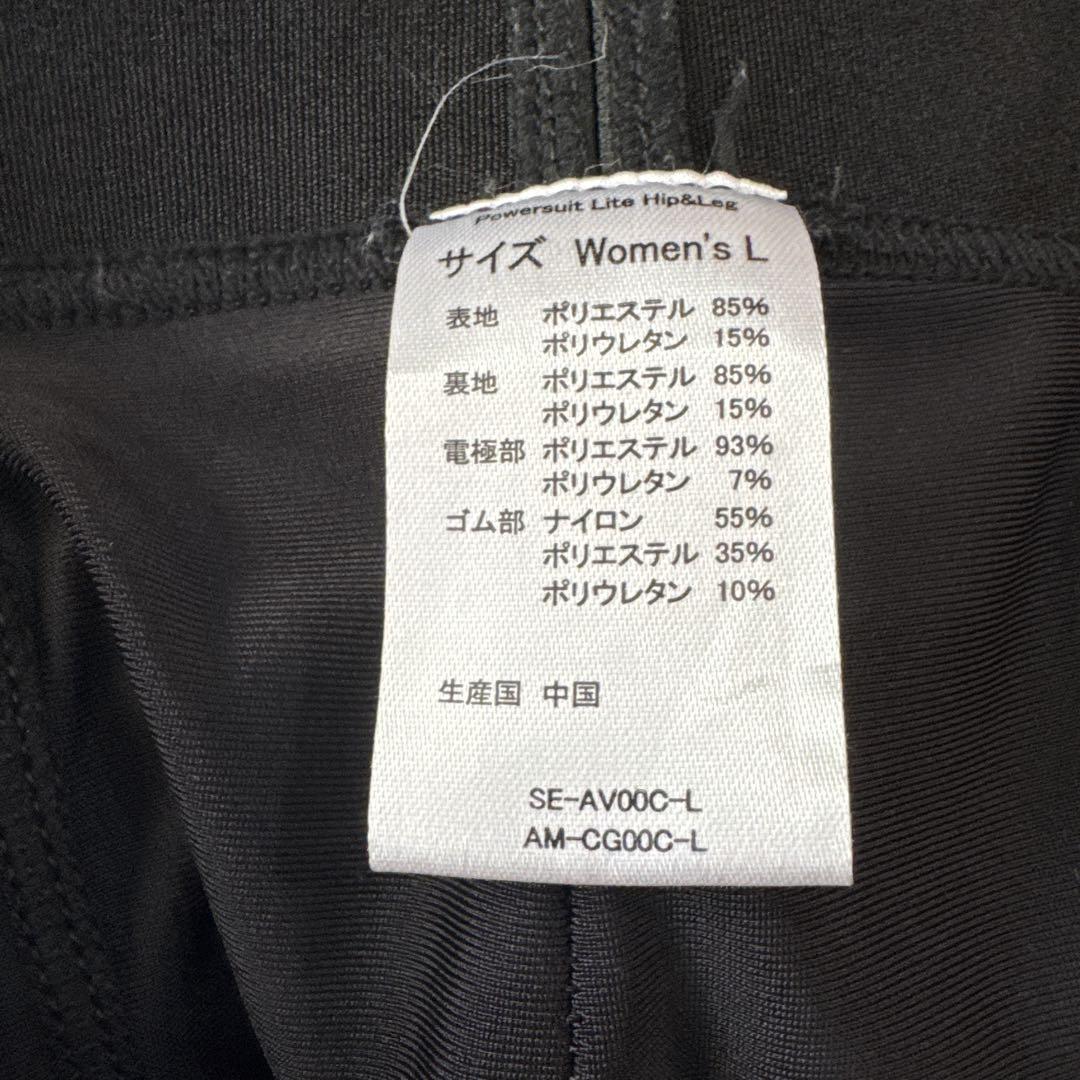 Powersuit Lite Hip&Leg
サイズ Women's L
表地 ポリエステル 85%
ポリウレタン 15%
裏地 ポリエステル 85%
ポリウレタン 15%
電極部 ポリエステル 93%
ポリウレタン 7%
ゴム部 ナイロン 55%
ポリエステル 35%
ポリウレタン 10%
生産国 中国
SE-AV00C-L
AM-CG00C-L